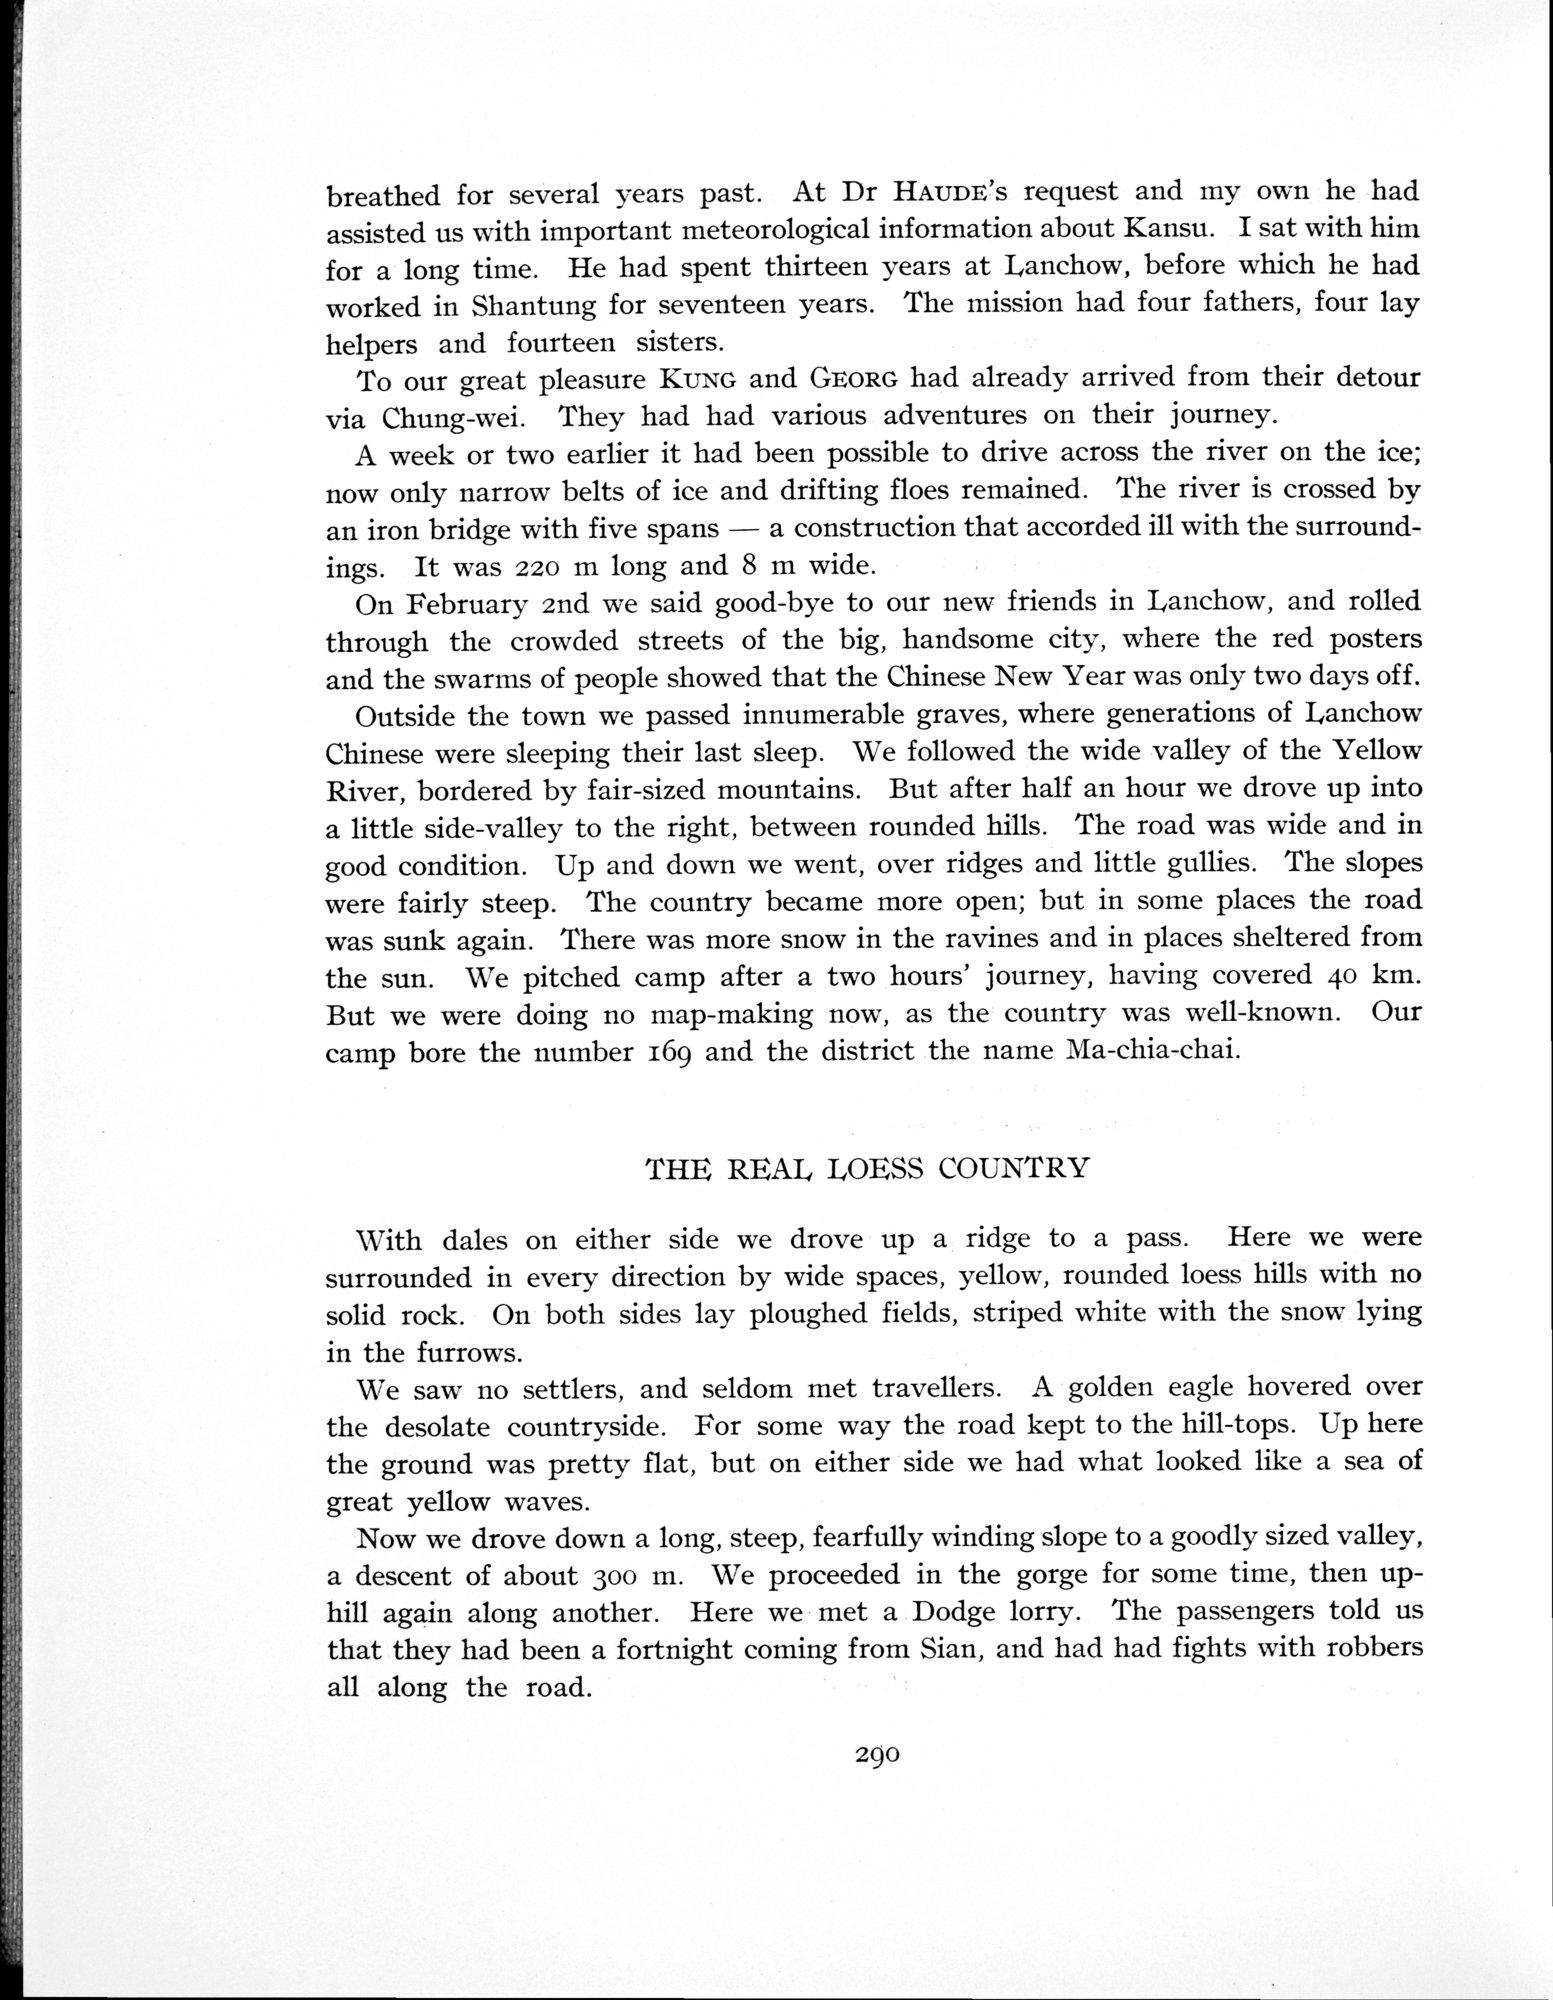 breathed for several years past. At Dr HAUDE's request and my own he had
assisted us with important meteorological information about Kansu. I sat with him
for a long time. He had spent thirteen years at Lanchow, before which he had
worked in Shantung for seventeen years. The mission had four fathers, four lay
helpers and fourteen sisters.
To our great pleasure KUNG and GEORG had already arrived from their detour
via Chung-wei. They had had various adventures on their journey.
A week or two earlier it had been possible to drive across the river on the ice;
now only narrow belts of ice and drifting floes remained. The river is crossed by
an iron bridge with five spans — a construction that accorded ill with the surround-
ings. It was 220 m long and 8 m wide.
On February 2nd we said good-bye to our new friends in Lanchow, and rolled
through the crowded streets of the big, handsome city, where the red posters
and the swarms of people showed that the Chinese New Year was only two days off.
Outside the town we passed innumerable graves, where generations of Lanchow
Chinese were sleeping their last sleep. We followed the wide valley of the Yellow
River, bordered by fair-sized mountains. But after half an hour we drove up into
a little side-valley to the right, between rounded hills. The road was wide and in
good condition. Up and down we went, over ridges and little gullies. The slopes
were fairly steep. The country became more open; but in some places the road
was sunk again. There was more snow in the ravines and in places sheltered from
the sun. We pitched camp after a two hours' journey, having covered 40 km.
But we were doing no map-making now, as the country was well-known. Our
camp bore the number 169 and the district the name Ma-chia-chai.
THE REAL LOESS COUNTRY
With dales on either side we drove up a ridge to a pass. Here we were
surrounded in every direction by wide spaces, yellow, rounded loess hills with no
solid rock. On both sides lay ploughed fields, striped white with the snow lying
in the furrows.
We saw no settlers, and seldom met travellers. A golden eagle hovered over
the desolate countryside. For some way the road kept to the hill-tops. Up here
the ground was pretty flat, but on either side we had what looked like a sea of
great yellow waves.
Now we drove down a long, steep, fearfully winding slope to a goodly sized valley,
a descent of about 300 m. We proceeded in the gorge for some time, then up-
hill again along another. Here we met a Dodge lorry. The passengers told us
that they had been a fortnight coming from Sian, and had had fights with robbers
all along the road.
290